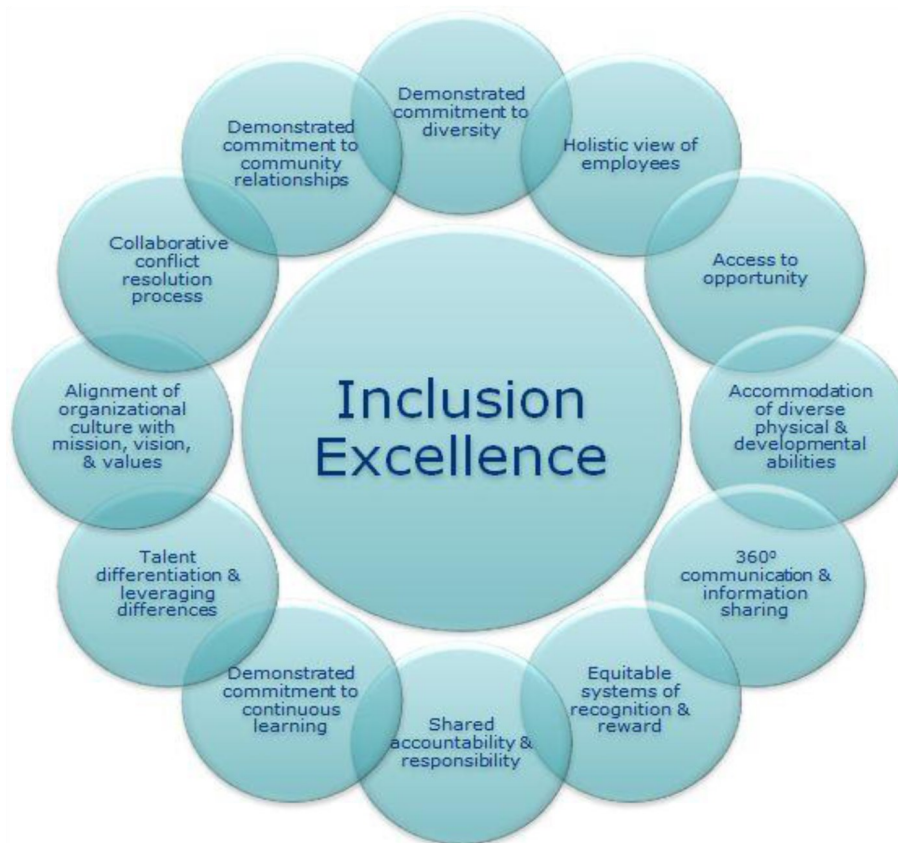 Demonstrated
commitment to
diversity
Holistic view of
employees
Access to
opportunity
Accommodation
of diverse
physical &
developmental
abilities
360º
communication &
information
sharing
Equitable
systems of
recognition &
reward
Shared
accountability &
responsibility
Demonstrated
commitment to
continuous
learning
Talent
differentiation &
leveraging
differences
Alignment of
organizational
culture with
mission, vision,
& values
Collaborative
conflict
resolution
process
Demonstrated
commitment to
community
relationships
Inclusion
Excellence